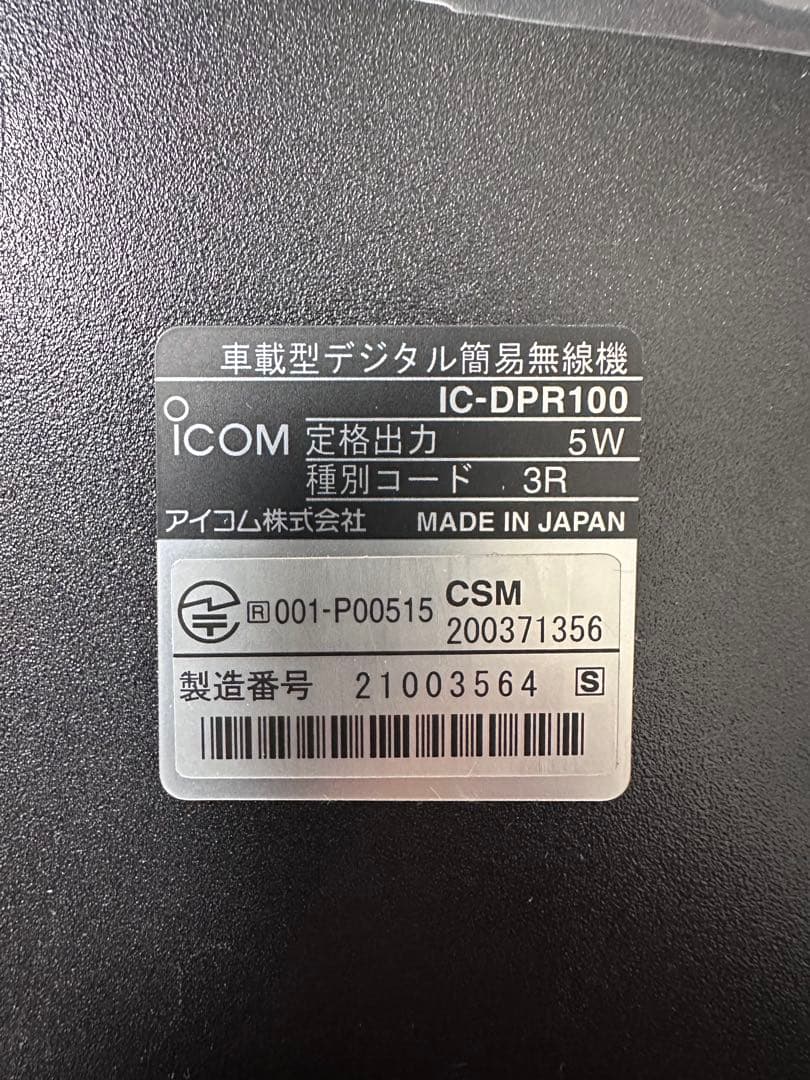 車載型デジタル簡易無線機
IC-DPR100
ICOM
定格出力 5W
種別コード 3R
アイコム株式会社 MADE IN JAPAN
R 001-P00515 CSM
200371356
製造番号 21003564 S